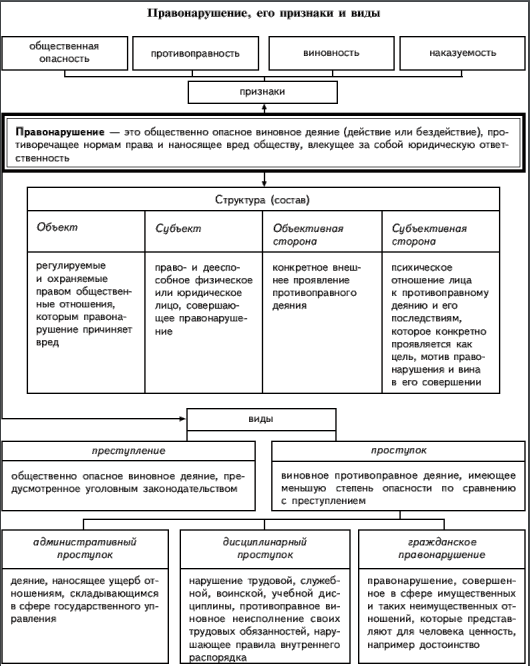 Правонарушение, его признаки и виды
общественная
опасность
противоправность
виновность
наказуемость
признаки
Правонарушение — это общественно опасное виновное деяние (действие или бездействие), про-
тиворечащее нормам права и наносящее вред обществу, влекущее за собой юридическую ответ-
ственность
Структура (состав)
Объект
регулируемые
и охраняемые
правом обществен-
ные отношения,
которым правона-
рушение причиняет
вред
Субъект
право- и дееспо-
собное физическое
или юридическое
лицо, совершаю-
щее правонаруше-
ние
Объективная
сторона
конкретное внеш-
нее проявление
противоправного
деяния
Субъективная
сторона
психическое
отношение лица
к противоправному
деянию и его
последствиям,
которое конкретно
проявляется как
цель, мотив право-
нарушения и вина
в его совершении
виды
преступление
общественно опасное виновное деяние, пре-
дусмотренное уголовным законодательством
проступок
виновное противоправное деяние, имеющее
меньшую степень опасности по сравнению
с преступлением
административный
проступок
деяние, наносящее ущерб от-
ношениям, складывающимся
в сфере государственного уп-
равления
дисциплинарный
проступок
нарушение трудовой, служеб-
ной, воинской, учебной дис-
циплины, противоправное ви-
новное неисполнение своих
трудовых обязанностей, нару-
шающее правила внутреннего
распорядка
гражданское
правонарушение
правонарушение, совершен-
ное в сфере имущественных
и таких неимущественных от-
ношений, которые представ-
ляют для человека ценность,
например достоинство